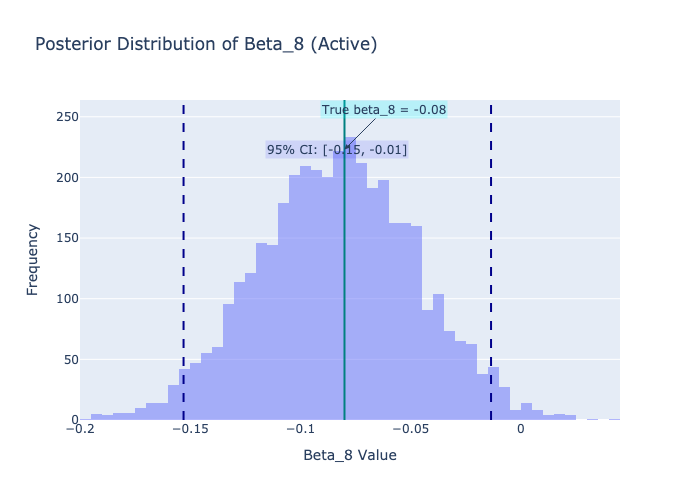 Posterior Distribution of Beta_8 (Active)
True beta_8 = -0.08
95% CI: [-0.15, -0.01]
250
200
150
100
50
0
Frequency
−0.2 −0.15 −0.1 −0.05 0
Beta_8 Value